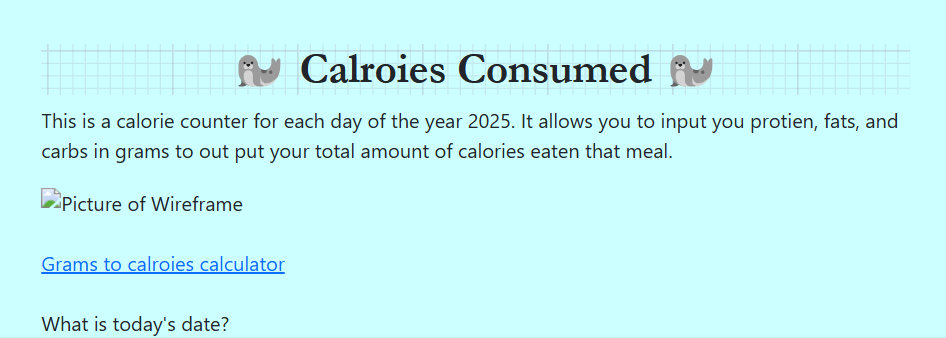 Calroies Consumed
This is a calorie counter for each day of the year 2025. It allows you to input you protien, fats, and
carbs in grams to out put your total amount of calories eaten that meal.
Picture of Wireframe
Grams to calroies calculator
What is today's date?